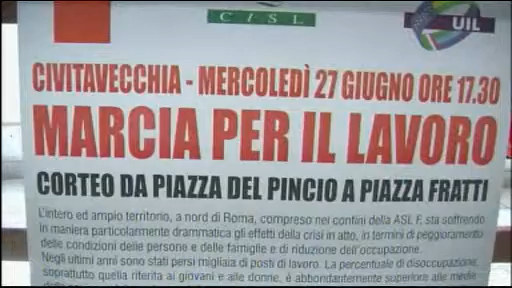 CISL
UIL
CIVITAVECCHIA - MERCOLEDÌ 27 GIUGNO ORE 17.30
MARCIA PER IL LAVORO
CORTEO DA PIAZZA DEL PINCIO A PIAZZA FRATTI
L'intero ed ampio territorio, a nord di Roma, compreso nei confini della ASL F, sta soffrendo
in maniera particolarmente drammatica gli effetti della crisi in atto, in termini di peggioramento
delle condizioni delle persone e delle famiglie e di riduzione dell'occupazione.
Negli ultimi anni sono stati persi migliaia di posti di lavoro. La percentuale di disoccupazione,
soprattutto quella riferita ai giovani e alle donne, è abbondantemente superiore alle medie